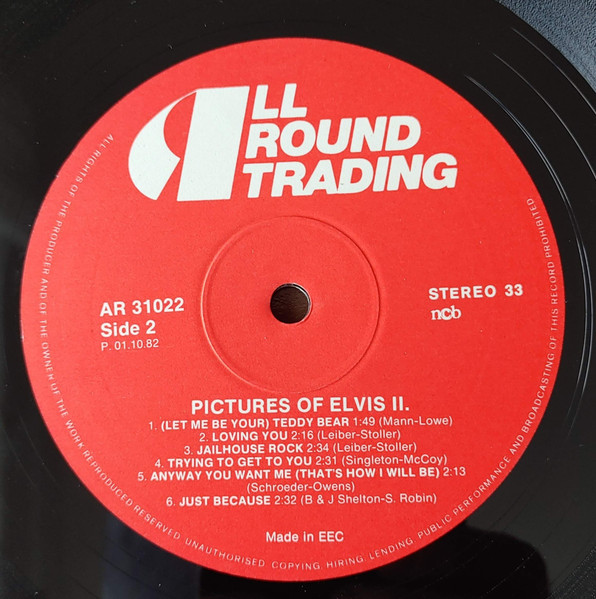 ALL
ROUND
TRADING
AR 31022
Side 2
P. 01.10.82
STEREO 33
ncb
PICTURES OF ELVIS II.
1. (LET ME BE YOUR) TEDDY BEAR 1:49 (Mann-Lowe)
2. LOVING YOU 2:16 (Leiber-Stoller)
3. JAILHOUSE ROCK 2:34 (Leiber-Stoller)
4. TRYING TO GET TO YOU 2:31 (Singleton-McCoy)
5. ANYWAY YOU WANT ME (THAT'S HOW I WILL BE) 2:13
(Schroeder-Owens)
6. JUST BECAUSE 2:32 (B & J Shelton-S. Robin)
Made in EEC
ALL RIGHTS OF THE PRODUCER AND OF THE OWNER OF THE WORK REPRODUCED RESERVED. UNAUTHORISED COPYING, HIRING, LENDING, PUBLIC PERFORMANCE AND BROADCASTING OF THIS RECORD PROHIBITED